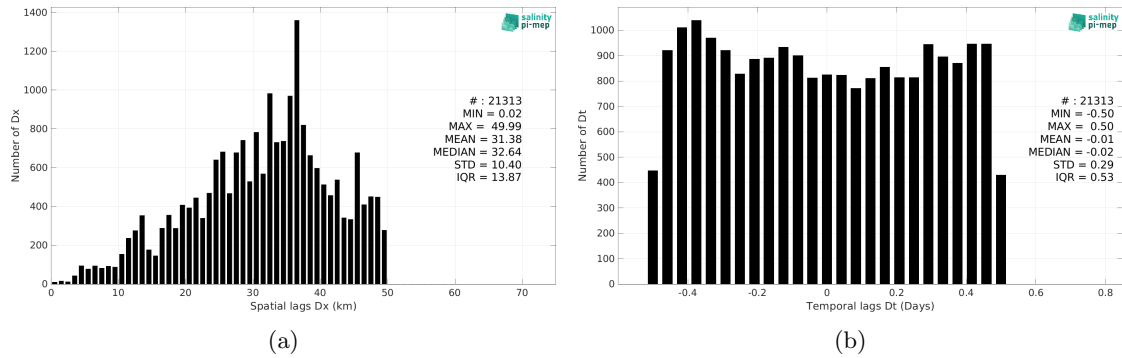 salinity
pi-mep
1400
1200
1000
800
600
400
200
0
Number of Dx
# : 21313
MIN = 0.02
MAX = 49.99
MEAN = 31.38
MEDIAN = 32.64
STD = 10.40
IQR = 13.87
0 10 20 30 40 50 60 70
Spatial lags Dx (km)
(a)
salinity
pi-mep
1000
900
800
700
600
500
400
300
200
100
0
Number of Dt
# : 21313
MIN = -0.50
MAX = 0.50
MEAN = -0.01
MEDIAN = -0.02
STD = 0.29
IQR = 0.53
-0.4 -0.2 0 0.2 0.4 0.6 0.8
Temporal lags Dt (Days)
(b)